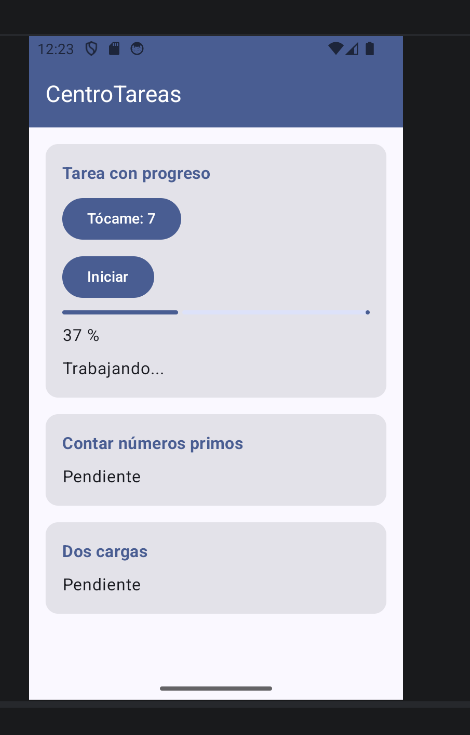 12:23
CentroTareas
Tarea con progreso
Tócame: 7
Iniciar
37 %
Trabajando...
Contar números primos
Pendiente
Dos cargas
Pendiente